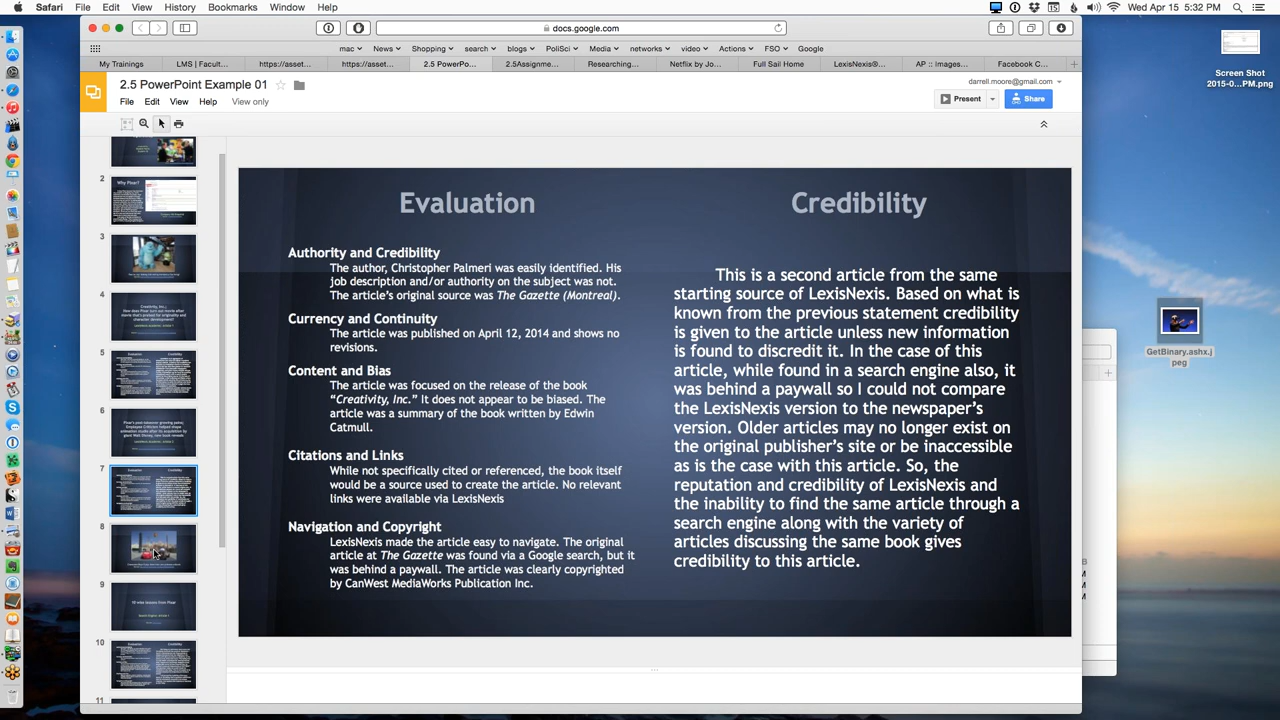 Safari File Edit View History Bookmarks Window Help
15 Wed Apr 15 5:32 PM
docs.google.com
mac News Shopping search blogs PoliSci Media networks video Actions FSO Google
My Trainings LMS | Facult... https://asset... https://asset... 2.5 PowerPo... 2.5Assignme... Researching... Netflix by Jo... Full Sail Home LexisNexis®... AP :: Images... Facebook C...
2.5 PowerPoint Example 01
darrell.moore@gmail.com
File Edit View Help View only
Present Share
Screen Shot
2015-0...PM.png
GetBinary.ashx.j
peg
2
Why Pixar?
3
4
Creativity, Inc.:
5
6
7
8
9
10 wise lessons from Pixar
10
11
Evaluation
Authority and Credibility
The author, Christopher Palmeri was easily identified. His
job description and/or authority on the subject was not.
The article's original source was The Gazette (Montreal).
Currency and Continuity
The article was published on April 12, 2014 and shows no
revisions.
Content and Bias
Article was focused on the release of the book
“Creativity, Inc.” It does not appear to be biased. The
article was a summary of the book written by Edwin
Catmull.
Citations and Links
While not specifically cited or referenced, the book itself
would be a source used to create the article. No relevant
links were available via LexisNexis
Navigation and Copyright
LexisNexis made the article easy to navigate. The original
article at The Gazette was found via a Google search, but it
was behind a paywall. The article was clearly copyrighted
by CanWest MediaWorks Publication Inc.
Credibility
This is a second article from the same
starting source of LexisNexis. Based on what is
known from the previous statement credibility
is given to the article unless new information
is found to discredit it. In the case of this
article, while found in a search engine also, it
was behind a paywall so I could not compare
the LexisNexis version to the newspaper's
version. Older articles may no longer exist on
the original publisher's site or be inaccessible
as is the case with this article. So, the
reputation and credibility of LexisNexis and
the inability to find the same article through a
search engine along with the variety of
articles discussing the same book gives
credibility to this article.